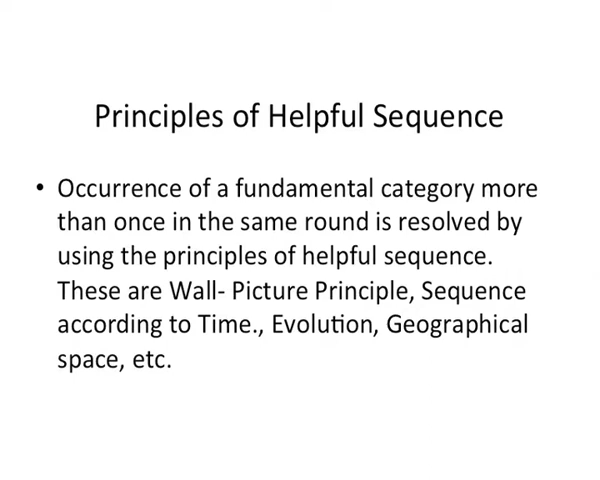 Principles of Helpful Sequence
• Occurrence of a fundamental category more
than once in the same round is resolved by
using the principles of helpful sequence.
These are Wall- Picture Principle, Sequence
according to Time., Evolution, Geographical
space, etc.